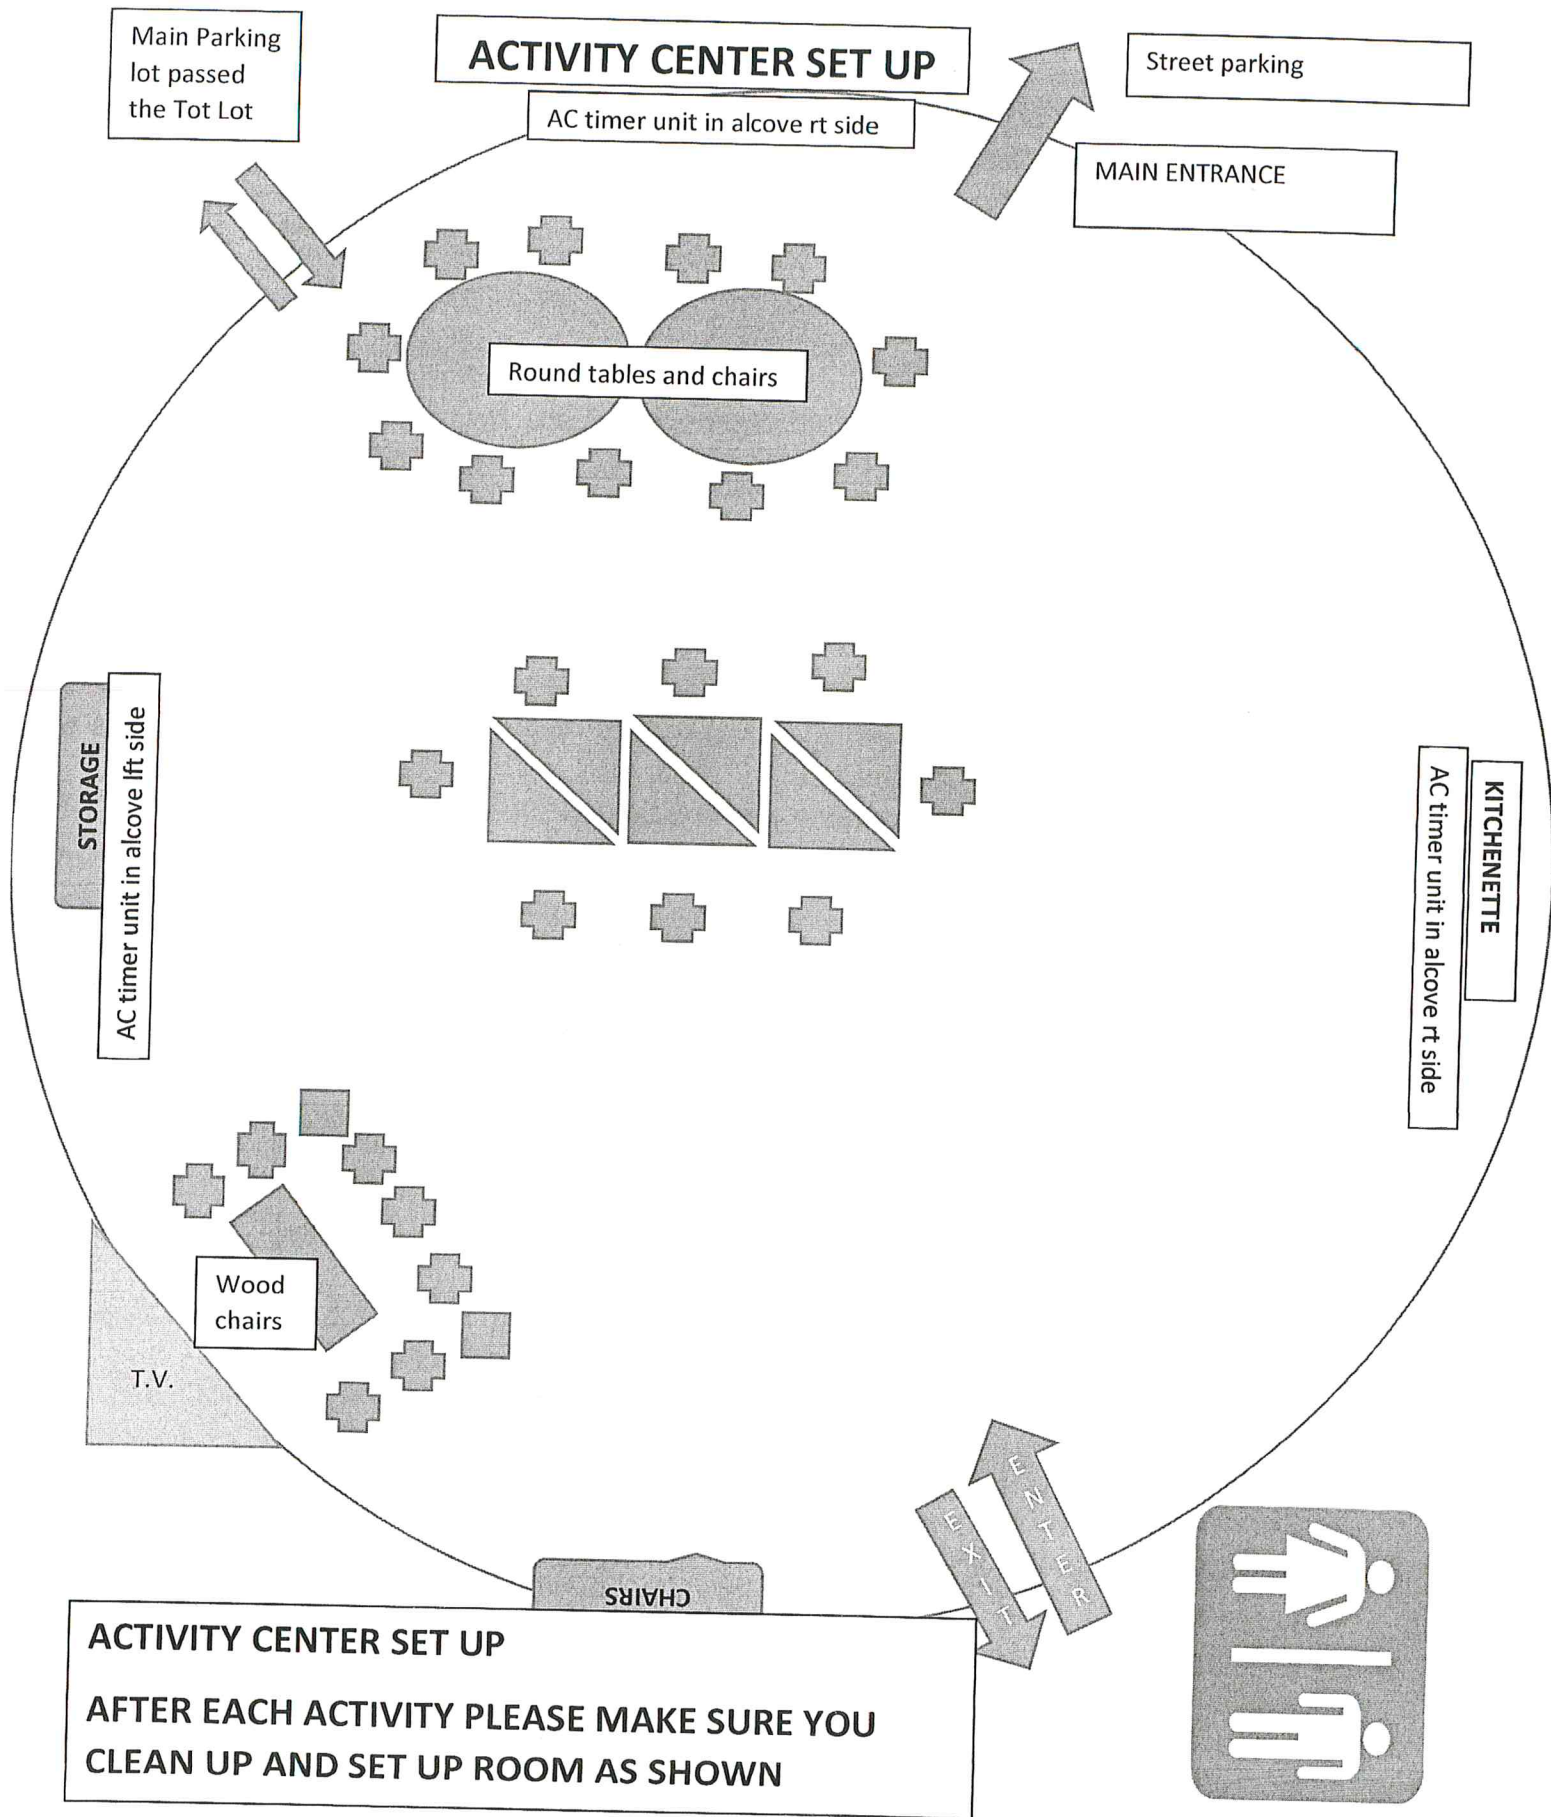 Main Parking
lot passed
the Tot Lot
ACTIVITY CENTER SET UP
Street parking
AC timer unit in alcove rt side
MAIN ENTRANCE
Round tables and chairs
STORAGE
AC timer unit in alcove lft side
KITCHENETTE
AC timer unit in alcove rt side
Wood
chairs
T.V.
ENTER
EXIT
CHAIRS
ACTIVITY CENTER SET UP
AFTER EACH ACTIVITY PLEASE MAKE SURE YOU
CLEAN UP AND SET UP ROOM AS SHOWN